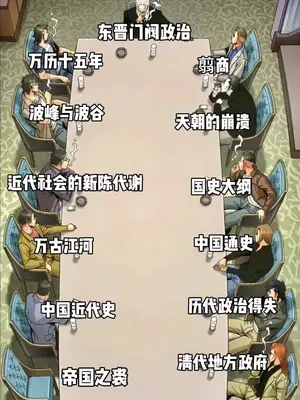 东晋门阀政治
万历十五年
翦商
波峰与波谷
天朝的崩溃
近代社会的新陈代谢
国史大纲
万古江河
中国通史
中国近代史
历代政治得失
帝国之裘
清代地方政府